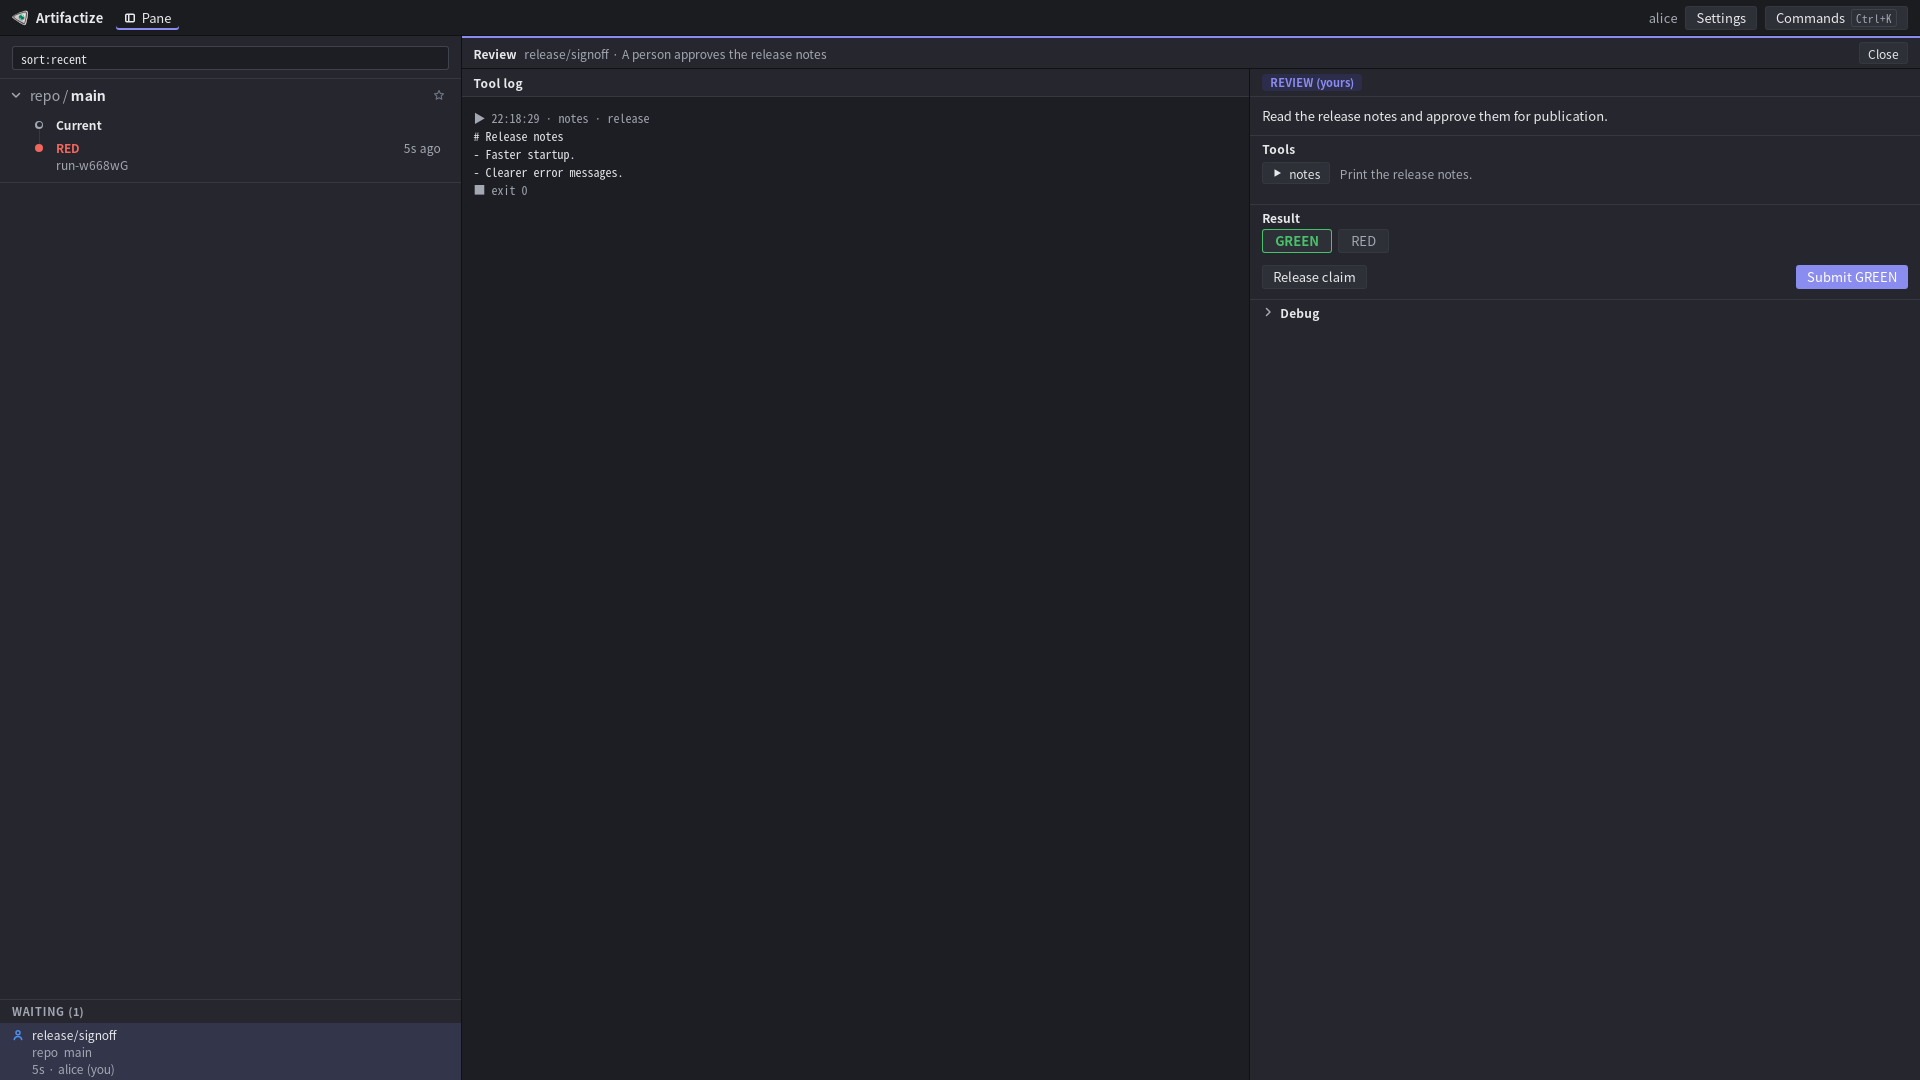 Artifactize
Pane
alice
Settings
Commands Ctrl+K
sort:recent
repo / main
Current
RED 5s ago
run-w668wG
WAITING (1)
release/signoff
repo main
5s · alice (you)
Review release/signoff · A person approves the release notes
Close
Tool log
▶ 22:18:29 · notes · release
# Release notes
- Faster startup.
- Clearer error messages.
■ exit 0
REVIEW (yours)
Read the release notes and approve them for publication.
Tools
notes Print the release notes.
Result
GREEN RED
Release claim Submit GREEN
Debug